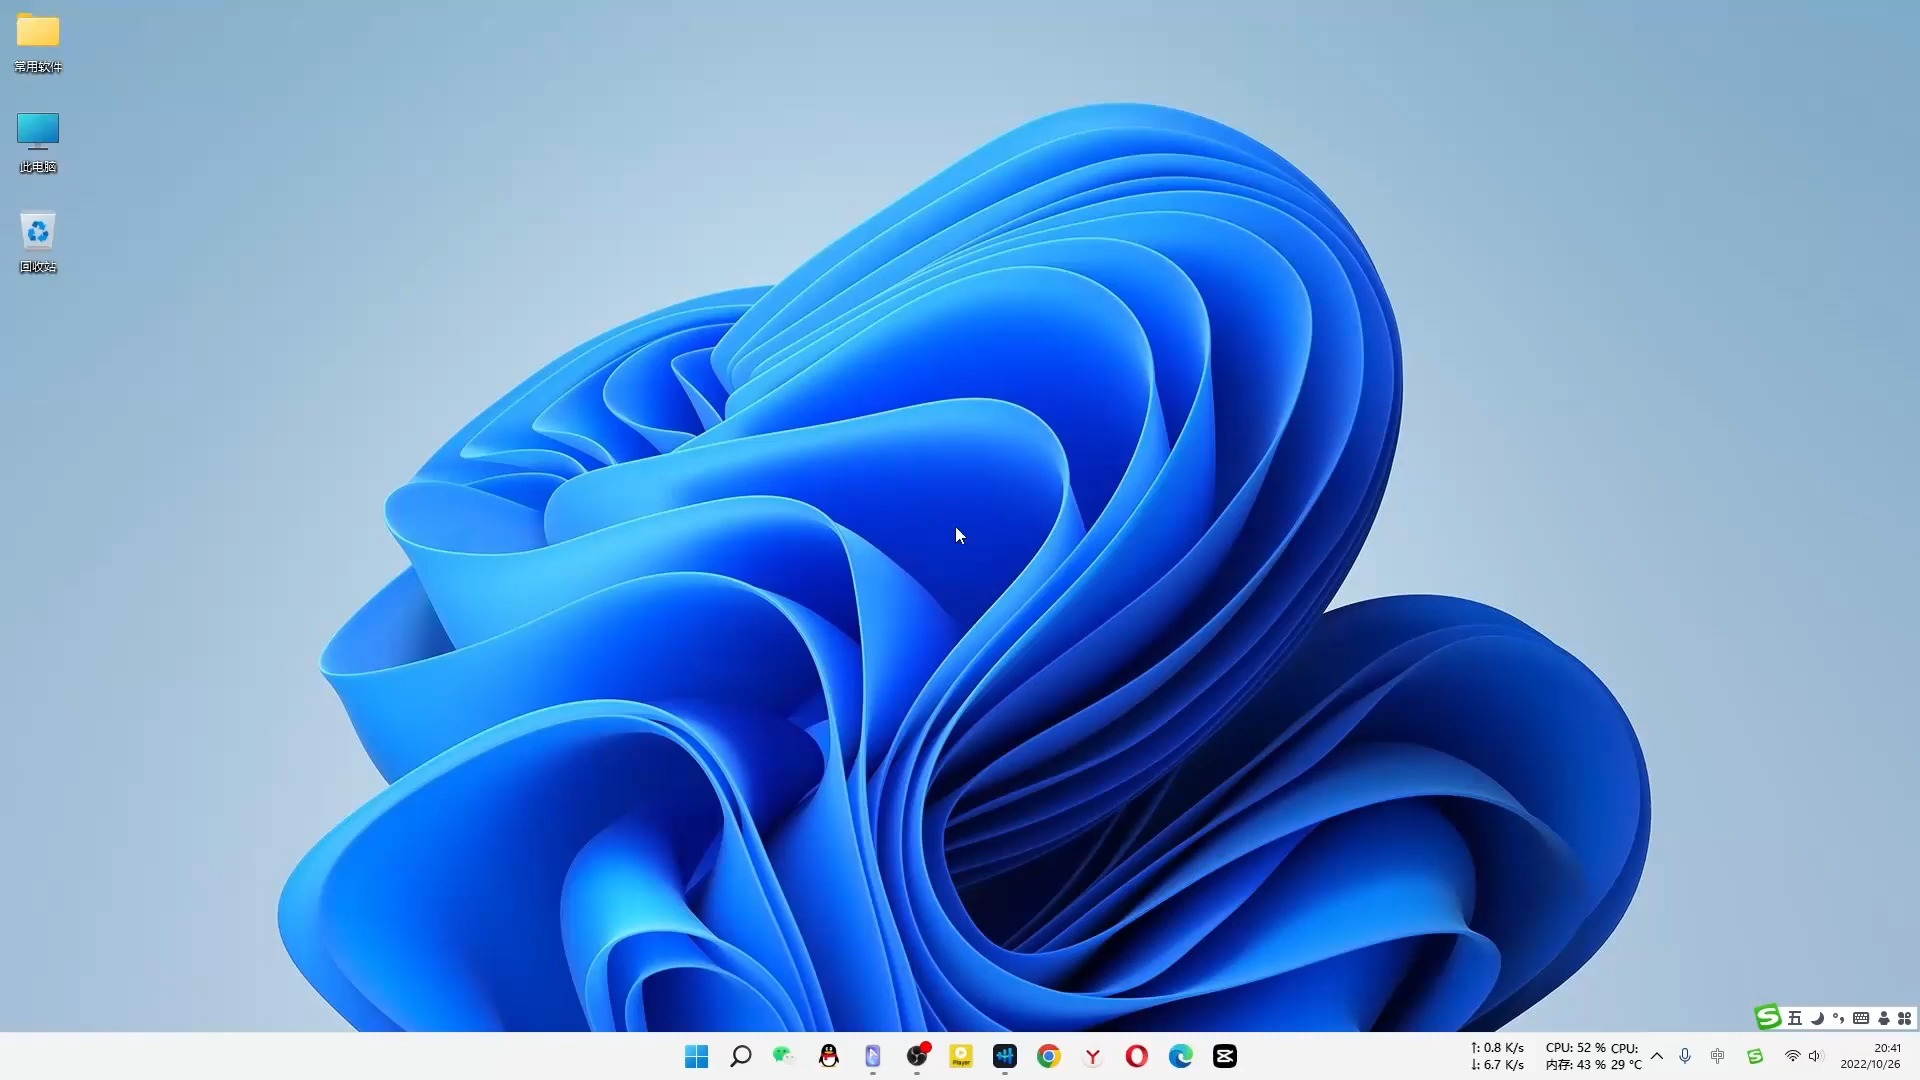 常用软件
此电脑
回收站
五
Player
↑: 0.8 K/s
↓: 6.7 K/s
CPU: 52 % CPU:
内存: 43 % 29 °C
中
20:41
2022/10/26